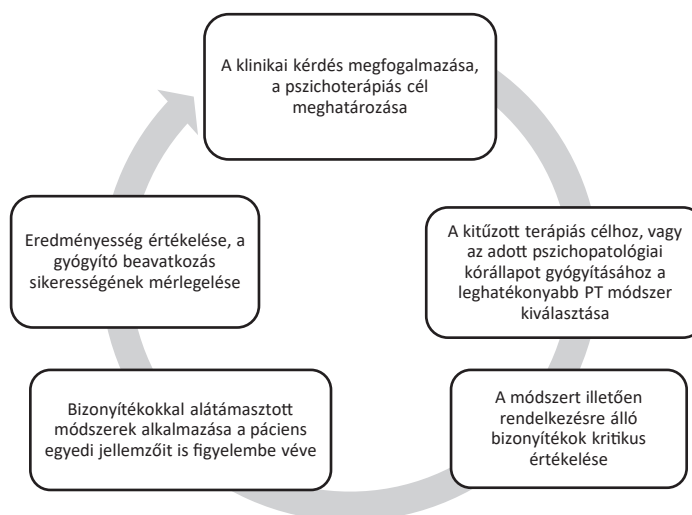 A klinikai kérdés megfogalmazása,
a pszichoterápiás cél
meghatározása
A kitűzött terápiás célhoz, vagy
az adott pszichopatológiai
kórállapot gyógyításához a
leghatékonyabb PT módszer
kiválasztása
A módszert illetően
rendelkezésre álló
bizonyítékok kritikus
értékelése
Bizonyítékokkal alátámasztott
módszerek alkalmazása a páciens
egyedi jellemzőit is figyelembe véve
Eredményesség értékelése, a
gyógyító beavatkozás
sikerességének mérlegelése